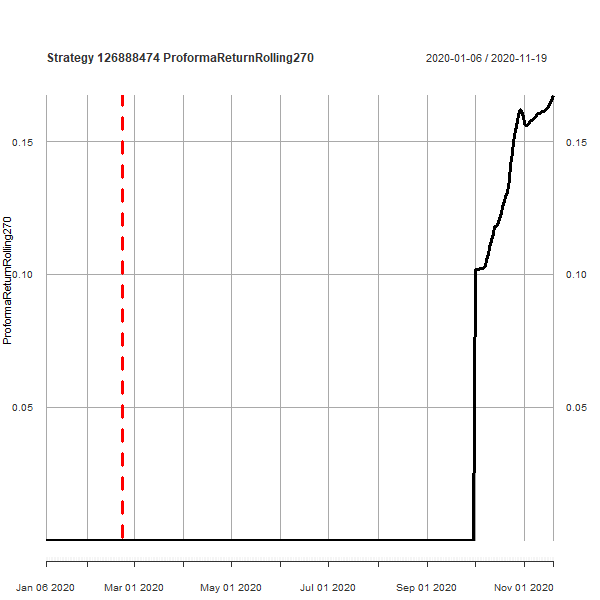 Strategy 126888474 ProformaReturnRolling270
2020-01-06 / 2020-11-19
ProformaReturnRolling270
0.15
0.15
0.10
0.10
0.05
0.05
Jan 06 2020
Mar 01 2020
May 01 2020
Jul 01 2020
Sep 01 2020
Nov 01 2020